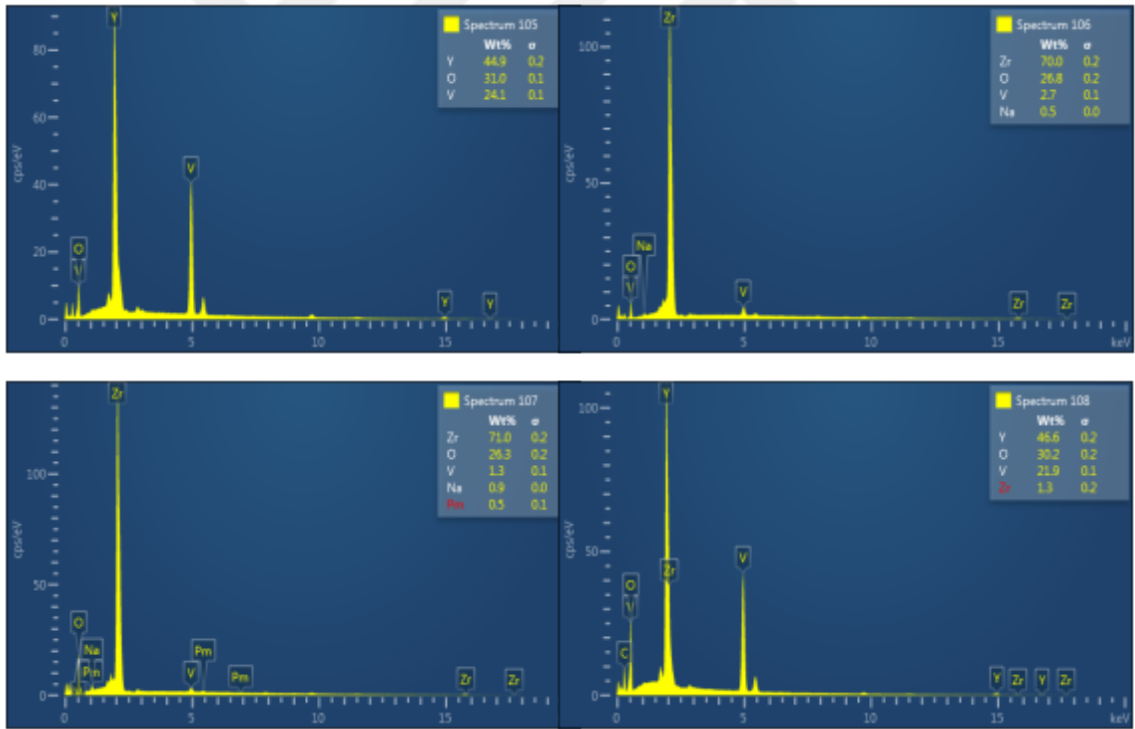 Spectrum 105
Wt% σ
Y 44.9 0.2
O 31.0 0.1
V 24.1 0.1
Y
V
O
V
Y
Y
cps/eV
80
60
40
20
0
0 5 10 15
Spectrum 106
Wt% σ
Zr 70.0 0.2
O 26.8 0.2
V 2.7 0.1
Na 0.5 0.0
Zr
Na
O
V
V
Zr
Zr
cps/eV
100
50
0
0 5 10 15 keV
Spectrum 107
Wt% σ
Zr 71.0 0.2
O 26.3 0.2
V 1.3 0.1
Na 0.9 0.0
Pm 0.5 0.1
Zr
O
Na
Pm
V
Pm
Pm
Zr
Zr
cps/eV
100
50
0
0 5 10 15
Spectrum 108
Wt% σ
Y 46.6 0.2
O 30.2 0.2
V 21.9 0.1
Zr 1.3 0.2
Y
Zr
V
O
V
C
Y
Zr
Y
Zr
cps/eV
100
50
0
0 5 10 15 keV